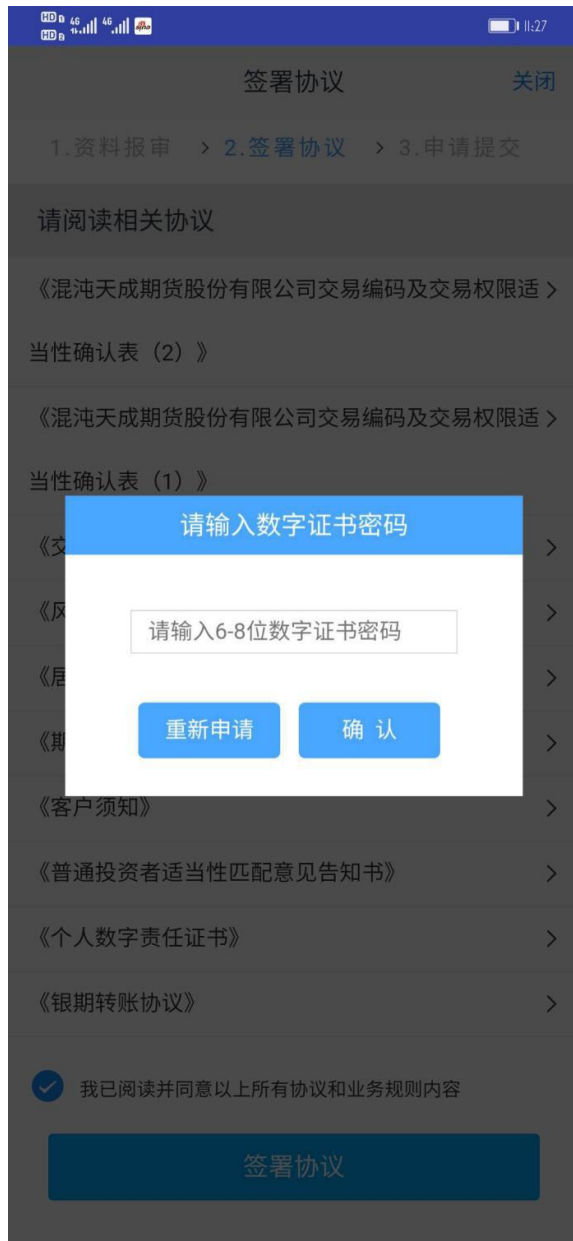 HD 4G 4G 11:27
HD
签署协议 关闭
1.资料报审 > 2.签署协议 > 3.申请提交
请阅读相关协议
《混沌天成期货股份有限公司交易编码及交易权限适 >
当性确认表（2）》
《混沌天成期货股份有限公司交易编码及交易权限适 >
当性确认表（1）》
请输入数字证书密码
《交 >
《风 >
请输入6-8位数字证书密码
《居 >
《期 >
重新申请 确 认
《客户须知》 >
《普通投资者适当性匹配意见告知书》 >
《个人数字责任证书》 >
《银期转账协议》 >
我已阅读并同意以上所有协议和业务规则内容
签署协议